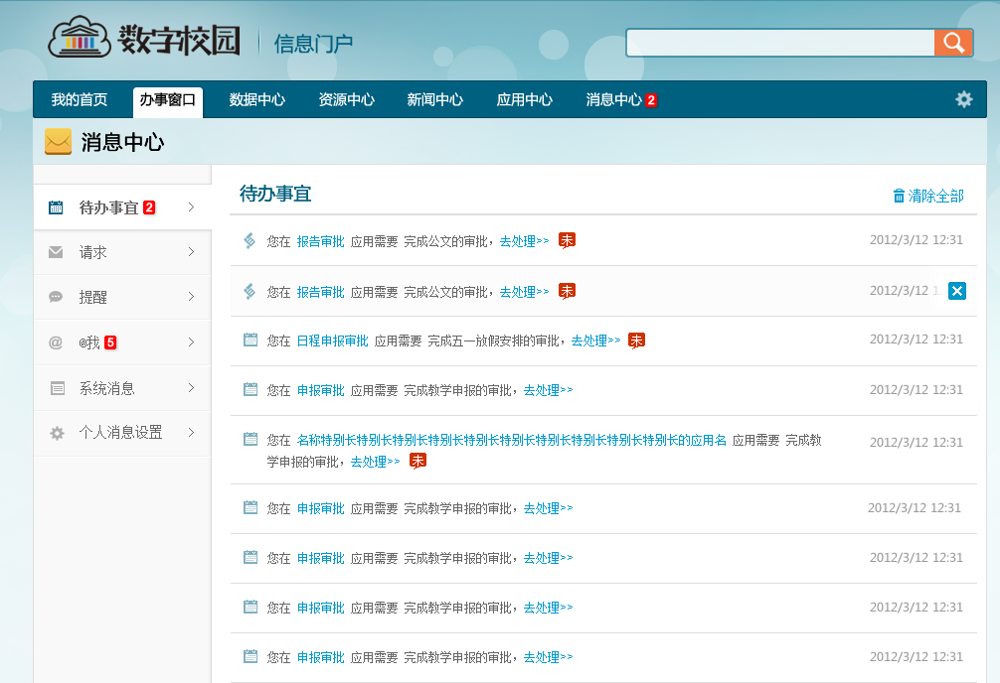 数字校园 信息门户
我的首页 办事窗口 数据中心 资源中心 新闻中心 应用中心 消息中心 2
消息中心
待办事宜 2
请求
提醒
@ @我 5
系统消息
个人消息设置
待办事宜 清除全部
您在 报告审批 应用需要 完成公文的审批，去处理>> 未 2012/3/12 12:31
您在 报告审批 应用需要 完成公文的审批，去处理>> 未 2012/3/12 1
您在 日程申报审批 应用需要 完成五一放假安排的审批，去处理>> 未 2012/3/12 12:31
您在 申报审批 应用需要 完成教学申报的审批，去处理>> 2012/3/12 12:31
您在 名称特别长特别长特别长特别长特别长特别长特别长特别长特别长特别长的应用名 应用需要 完成教 2012/3/12 12:31
学申报的审批，去处理>> 未
您在 申报审批 应用需要 完成教学申报的审批，去处理>> 2012/3/12 12:31
您在 申报审批 应用需要 完成教学申报的审批，去处理>> 2012/3/12 12:31
您在 申报审批 应用需要 完成教学申报的审批，去处理>> 2012/3/12 12:31
您在 申报审批 应用需要 完成教学申报的审批，去处理>> 2012/3/12 12:31